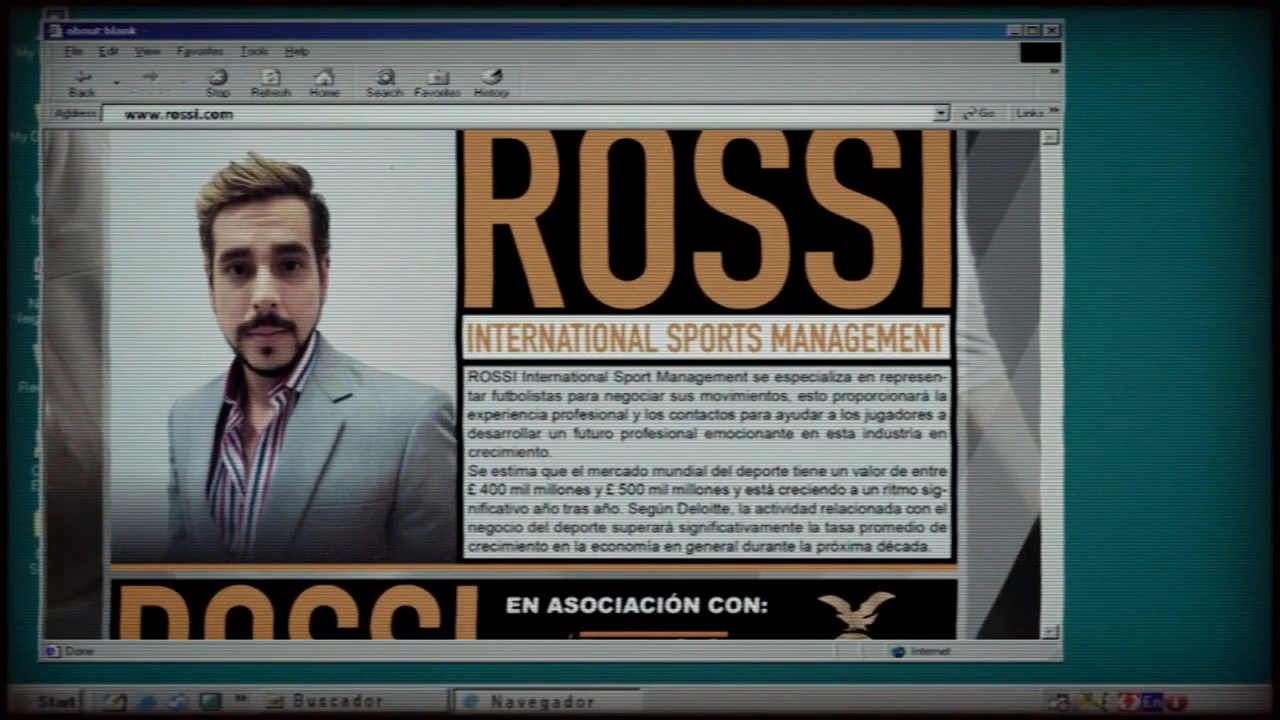 about:blank
File Edit View Favorites Tools Help
Back Stop Refresh Home Search Favorites History
Address www.rossi.com Go Links
ROSSI
INTERNATIONAL SPORTS MANAGEMENT
ROSSI International Sport Management se especializa en represen-
tar futbolistas para negociar sus movimientos, esto proporcionará la
experiencia profesional y los contactos para ayudar a los jugadores a
desarrollar un futuro profesional emocionante en esta industria en
crecimiento.
Se estima que el mercado mundial del deporte tiene un valor de entre
£ 400 mil millones y £ 500 mil millones y está creciendo a un ritmo sig-
nificativo año tras año. Según Deloitte, la actividad relacionada con el
negocio del deporte superará significativamente la tasa promedio de
crecimiento en la economía en general durante la próxima década.
ROSSI
EN ASOCIACIÓN CON:
Done Internet
Start Buscador Navegador En